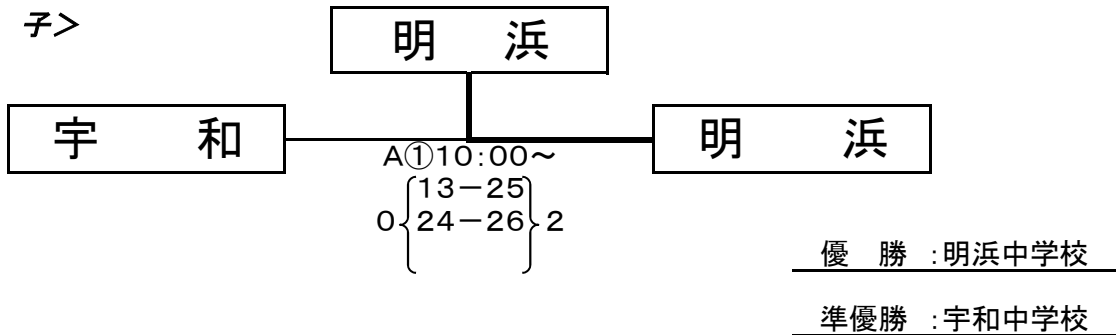 子＞
明　浜
宇　和
明　浜
A①10:00～
13－25
0 24－26 2
優　勝　：明浜中学校
準優勝　：宇和中学校